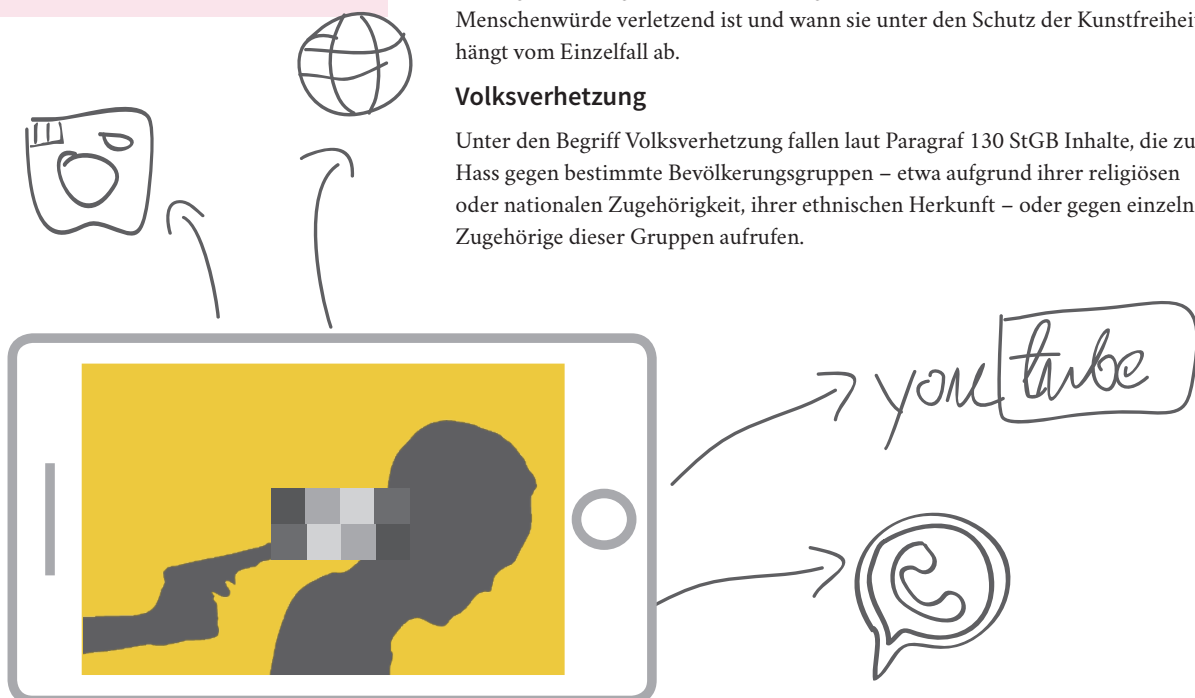 Menschenwürde verletzend ist und wann sie unter den Schutz der Kunstfreihei
hängt vom Einzelfall ab.
Volksverhetzung
Unter den Begriff Volksverhetzung fallen laut Paragraf 130 StGB Inhalte, die zu
Hass gegen bestimmte Bevölkerungsgruppen – etwa aufgrund ihrer religiösen
oder nationalen Zugehörigkeit, ihrer ethnischen Herkunft – oder gegen einzeln
Zugehörige dieser Gruppen aufrufen.
you tube